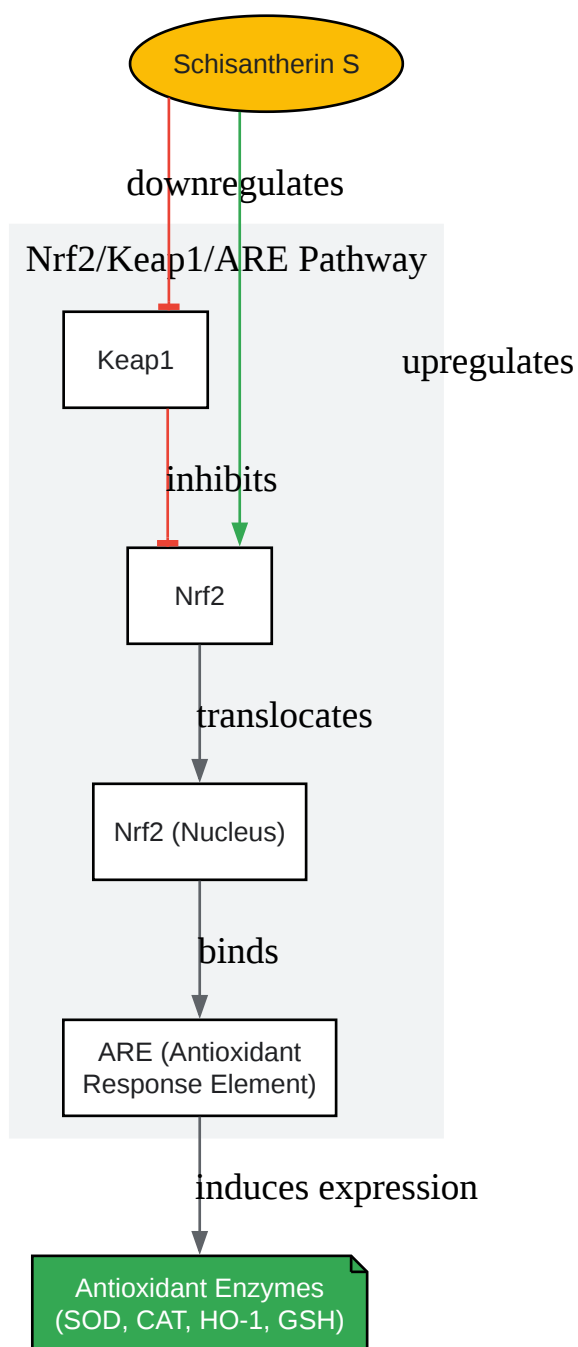 Schisantherin S
downregulates
Nrf2/Keap1/ARE Pathway
Keap1
upregulates
inhibits
Nrf2
translocates
Nrf2 (Nucleus)
binds
ARE (Antioxidant
Response Element)
induces expression
Antioxidant Enzymes
(SOD, CAT, HO-1, GSH)